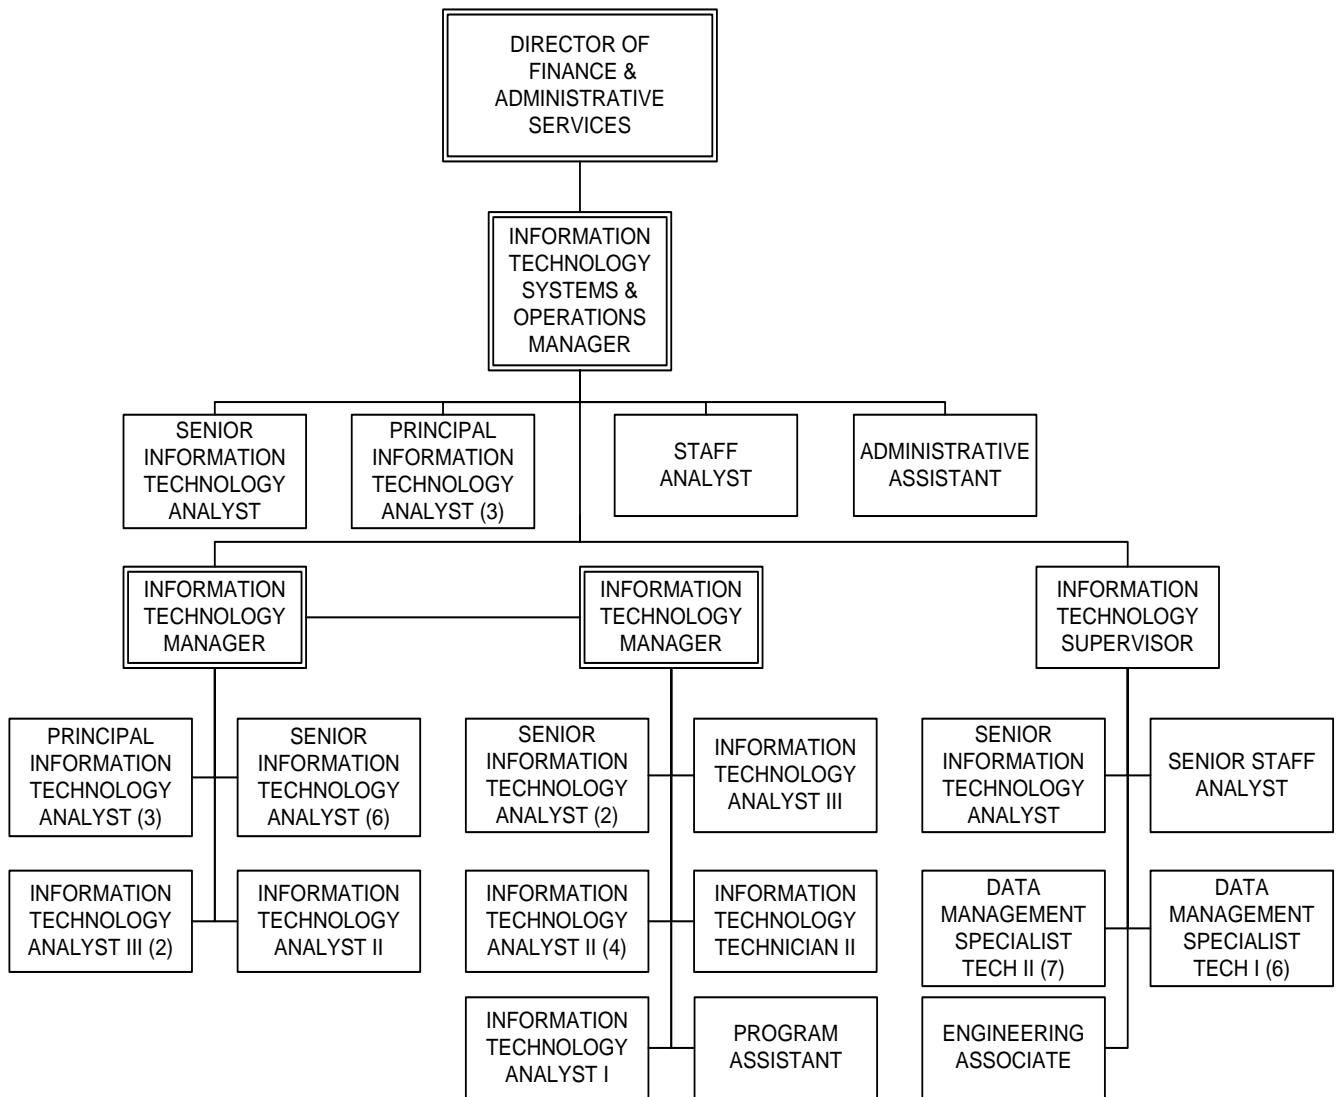 DIRECTOR OF
FINANCE &
ADMINISTRATIVE
SERVICES
INFORMATION
TECHNOLOGY
SYSTEMS &
OPERATIONS
MANAGER
SENIOR
INFORMATION
TECHNOLOGY
ANALYST
PRINCIPAL
INFORMATION
TECHNOLOGY
ANALYST (3)
STAFF
ANALYST
ADMINISTRATIVE
ASSISTANT
INFORMATION
TECHNOLOGY
MANAGER
INFORMATION
TECHNOLOGY
MANAGER
INFORMATION
TECHNOLOGY
SUPERVISOR
PRINCIPAL
INFORMATION
TECHNOLOGY
ANALYST (3)
SENIOR
INFORMATION
TECHNOLOGY
ANALYST (6)
SENIOR
INFORMATION
TECHNOLOGY
ANALYST (2)
INFORMATION
TECHNOLOGY
ANALYST III
SENIOR
INFORMATION
TECHNOLOGY
ANALYST
SENIOR STAFF
ANALYST
INFORMATION
TECHNOLOGY
ANALYST III (2)
INFORMATION
TECHNOLOGY
ANALYST II
INFORMATION
TECHNOLOGY
ANALYST II (4)
INFORMATION
TECHNOLOGY
TECHNICIAN II
DATA
MANAGEMENT
SPECIALIST
TECH II (7)
DATA
MANAGEMENT
SPECIALIST
TECH I (6)
INFORMATION
TECHNOLOGY
ANALYST I
PROGRAM
ASSISTANT
ENGINEERING
ASSOCIATE